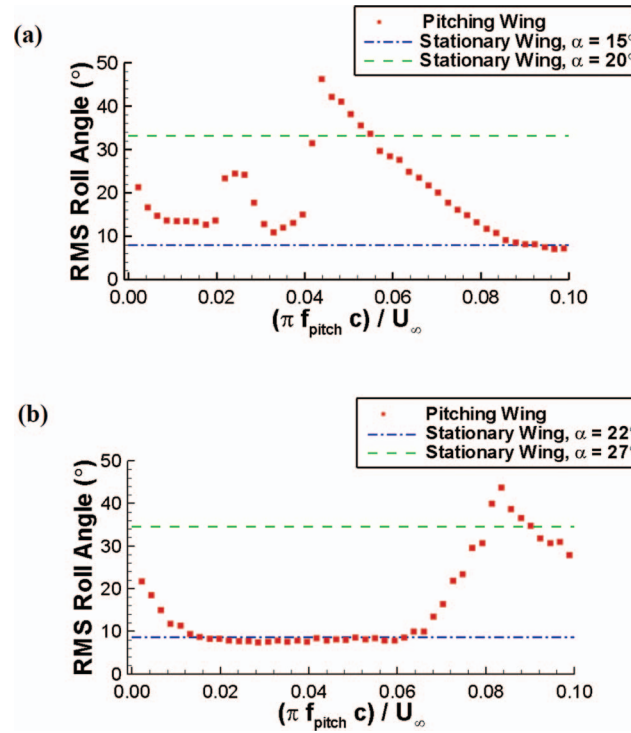 (a)
Pitching Wing
Stationary Wing, α = 15°
Stationary Wing, α = 20°
RMS Roll Angle (°)
50
40
30
20
10
0
0.00 0.02 0.04 0.06 0.08 0.10
(π f pitch c) / U∞
(b)
Pitching Wing
Stationary Wing, α = 22°
Stationary Wing, α = 27°
RMS Roll Angle (°)
50
40
30
20
10
0
0.00 0.02 0.04 0.06 0.08 0.10
(π f pitch c) / U∞